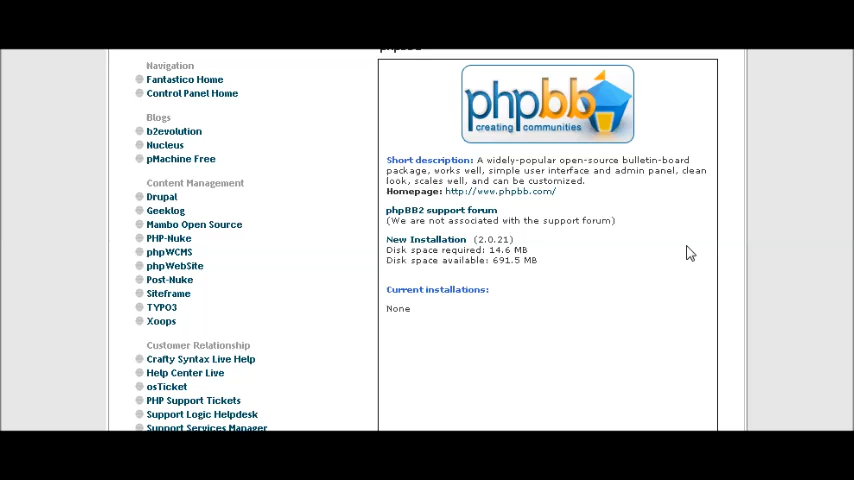 phpBB
Navigation
Fantastico Home
Control Panel Home
Blogs
b2evolution
Nucleus
pMachine Free
Content Management
Drupal
Geeklog
Mambo Open Source
PHP-Nuke
phpWCMS
phpWebSite
Post-Nuke
Siteframe
TYPO3
Xoops
Customer Relationship
Crafty Syntax Live Help
Help Center Live
osTicket
PHP Support Tickets
Support Logic Helpdesk
Support Services Manager
phpbb
creating communities
Short description: A widely-popular open-source bulletin-board
package, works well, simple user interface and admin panel, clean
look, scales well, and can be customized.
Homepage: http://www.phpbb.com/
phpBB2 support forum
(We are not associated with the support forum)
New Installation (2.0.21)
Disk space required: 14.6 MB
Disk space available: 691.5 MB
Current installations:
None